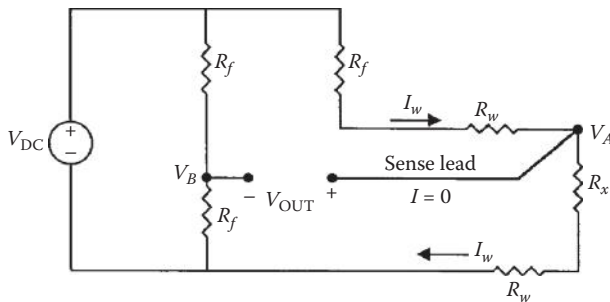 R_f
R_f
I_w
R_w
V_A
V_DC
+
−
V_B
−
V_OUT
+
Sense lead
I = 0
R_x
R_f
I_w
R_w